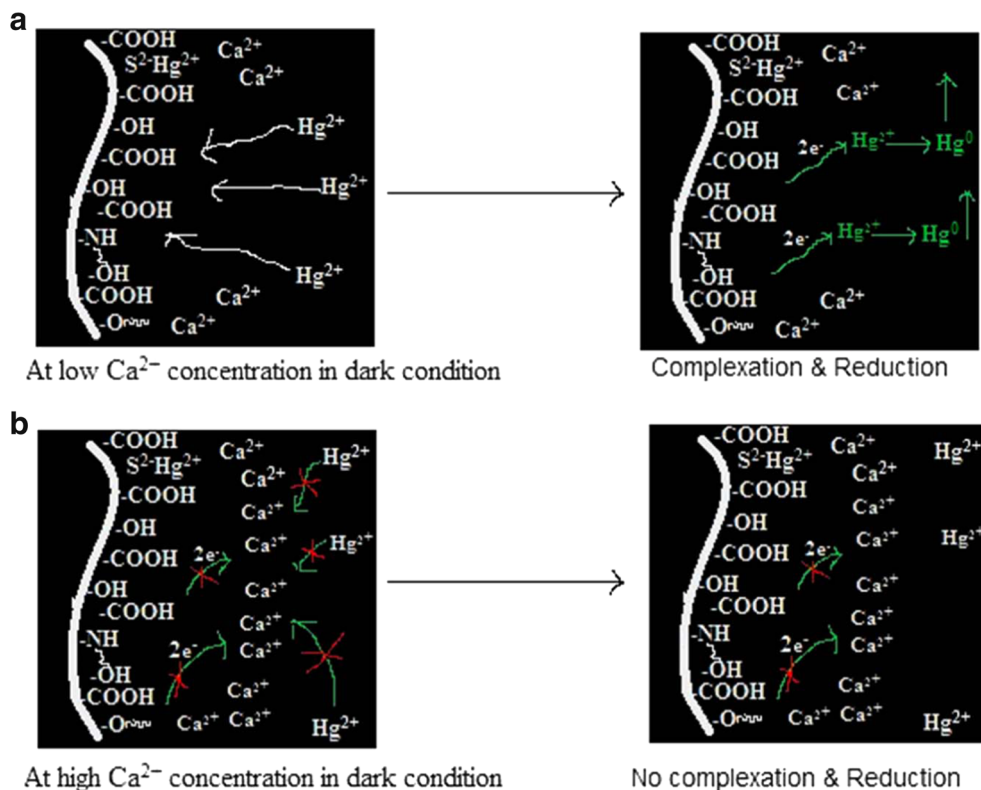 a
-COOH Ca²⁺
S²⁻Hg²⁺ Ca²⁺
-COOH
-OH Hg²⁺
-COOH
-OH Hg²⁺
-COOH
-NH
-OH Hg²⁺
-COOH Ca²⁺
-O Ca²⁺
At low Ca²⁻ concentration in dark condition
-COOH Ca²⁺
S²⁻Hg²⁺
-COOH Ca²⁺
-OH
2e⁻ Hg²⁺ Hg⁰
-COOH
-OH
-COOH
-NH 2e⁻ Hg²⁺ Hg⁰
-OH
-COOH Ca²⁺
-O Ca²⁺
Complexation & Reduction
b
-COOH Ca²⁺
S²⁻Hg²⁺ Hg²⁺
Ca²⁺
-COOH
Ca²⁺
-OH
Ca²⁺ Hg²⁺
-COOH 2e⁻
-OH Ca²⁺
-COOH
Ca²⁺
-NH 2e⁻ Ca²⁺
-OH
-COOH Ca²⁺
-O Ca²⁺ Ca²⁺ Hg²⁺
At high Ca²⁻ concentration in dark condition
-COOH Ca²⁺ Hg²⁺
S²⁻Hg²⁺ Ca²⁺
-COOH
Ca²⁺
-OH
Ca²⁺ Hg²⁺
-COOH 2e⁻
-OH Ca²⁺
-COOH
Ca²⁺
-NH 2e⁻ Ca²⁺
-OH
-COOH Ca²⁺
-O Ca²⁺ Ca²⁺ Hg²⁺
No complexation & Reduction